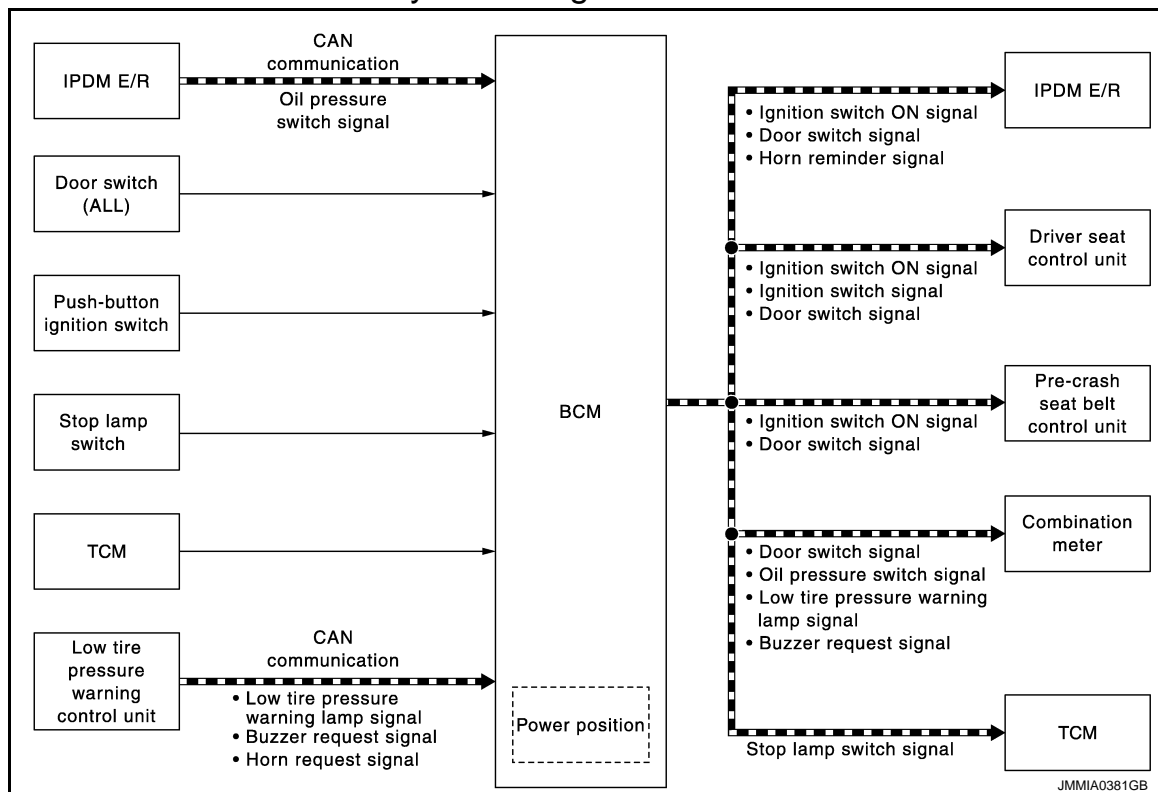 IPDM E/R
CAN
communication
Oil pressure
switch signal
Door switch
(ALL)
Push-button
ignition switch
Stop lamp
switch
TCM
Low tire
pressure
warning
control unit
CAN
communication
• Low tire pressure
warning lamp signal
• Buzzer request signal
• Horn request signal
BCM
Power position
• Ignition switch ON signal
• Door switch signal
• Horn reminder signal
IPDM E/R
• Ignition switch ON signal
• Ignition switch signal
• Door switch signal
Driver seat
control unit
• Ignition switch ON signal
• Door switch signal
Pre-crash
seat belt
control unit
• Door switch signal
• Oil pressure switch signal
• Low tire pressure warning
lamp signal
• Buzzer request signal
Combination
meter
Stop lamp switch signal
TCM
JMMIA0381GB